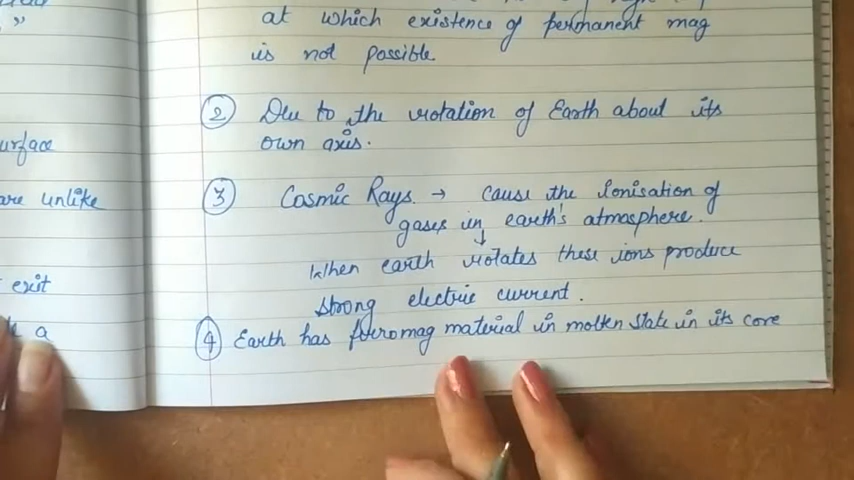 ”
urface
are unlike
exit
a
at which existence of permanent mag
is not possible.
2 Due to the rotation of Earth about its
own axis.
3 Cosmic Rays. → cause the Ionisation of
gases in earth's atmosphere.
↓
When earth rotates these ions produce
strong electric current.
4 Earth has ferromag material in molten state in its core